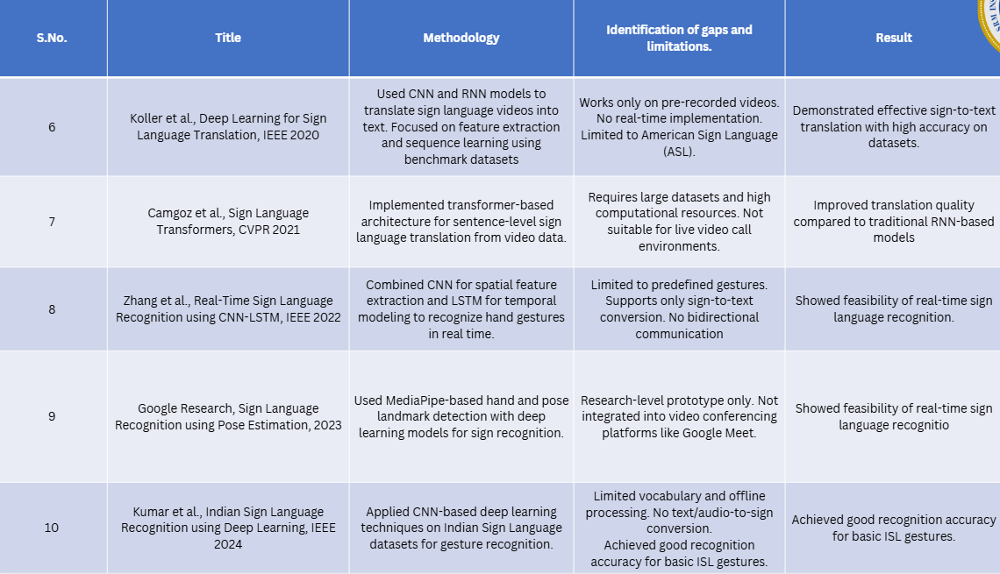 S.No.
Title
Methodology
Identification of gaps and
limitations.
Result
6
Koller et al., Deep Learning for Sign
Language Translation, IEEE 2020
Used CNN and RNN models to
translate sign language videos into
text. Focused on feature extraction
and sequence learning using
benchmark datasets
Works only on pre-recorded videos.
No real-time implementation.
Limited to American Sign Language
(ASL).
Demonstrated effective sign-to-text
translation with high accuracy on
datasets.
7
Camgoz et al., Sign Language
Transformers, CVPR 2021
Implemented transformer-based
architecture for sentence-level sign
language translation from video data.
Requires large datasets and high
computational resources. Not
suitable for live video call
environments.
Improved translation quality
compared to traditional RNN-based
models
8
Zhang et al., Real-Time Sign Language
Recognition using CNN-LSTM, IEEE 2022
Combined CNN for spatial feature
extraction and LSTM for temporal
modeling to recognize hand gestures
in real time.
Limited to predefined gestures.
Supports only sign-to-text
conversion. No bidirectional
communication
Showed feasibility of real-time sign
language recognition.
9
Google Research, Sign Language
Recognition using Pose Estimation, 2023
Used MediaPipe-based hand and pose
landmark detection with deep
learning models for sign recognition.
Research-level prototype only. Not
integrated into video conferencing
platforms like Google Meet.
Showed feasibility of real-time sign
language recognitio
10
Kumar et al., Indian Sign Language
Recognition using Deep Learning, IEEE
2024
Applied CNN-based deep learning
techniques on Indian Sign Language
datasets for gesture recognition.
Limited vocabulary and offline
processing. No text/audio-to-sign
conversion.
Achieved good recognition
accuracy for basic ISL gestures.
Achieved good recognition accuracy
for basic ISL gestures.
SRM INS